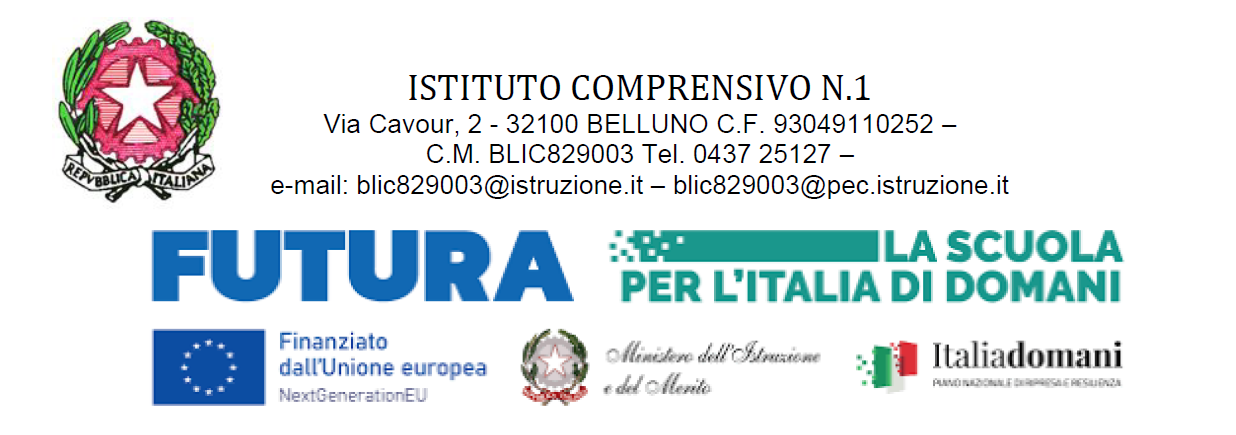 ISTITUTO COMPRENSIVO N.1
Via Cavour, 2 - 32100 BELLUNO C.F. 93049110252 –
C.M. BLIC829003 Tel. 0437 25127 –
e-mail: blic829003@istruzione.it – blic829003@pec.istruzione.it
REPVBBLICA ITALIANA
FUTURA
LA SCUOLA
PER L'ITALIA DI DOMANI
Finanziato
dall'Unione europea
NextGenerationEU
Ministero dell'Istruzione
e del Merito
Italiadomani
PIANO NAZIONALE DI RIPRESA E RESILIENZA